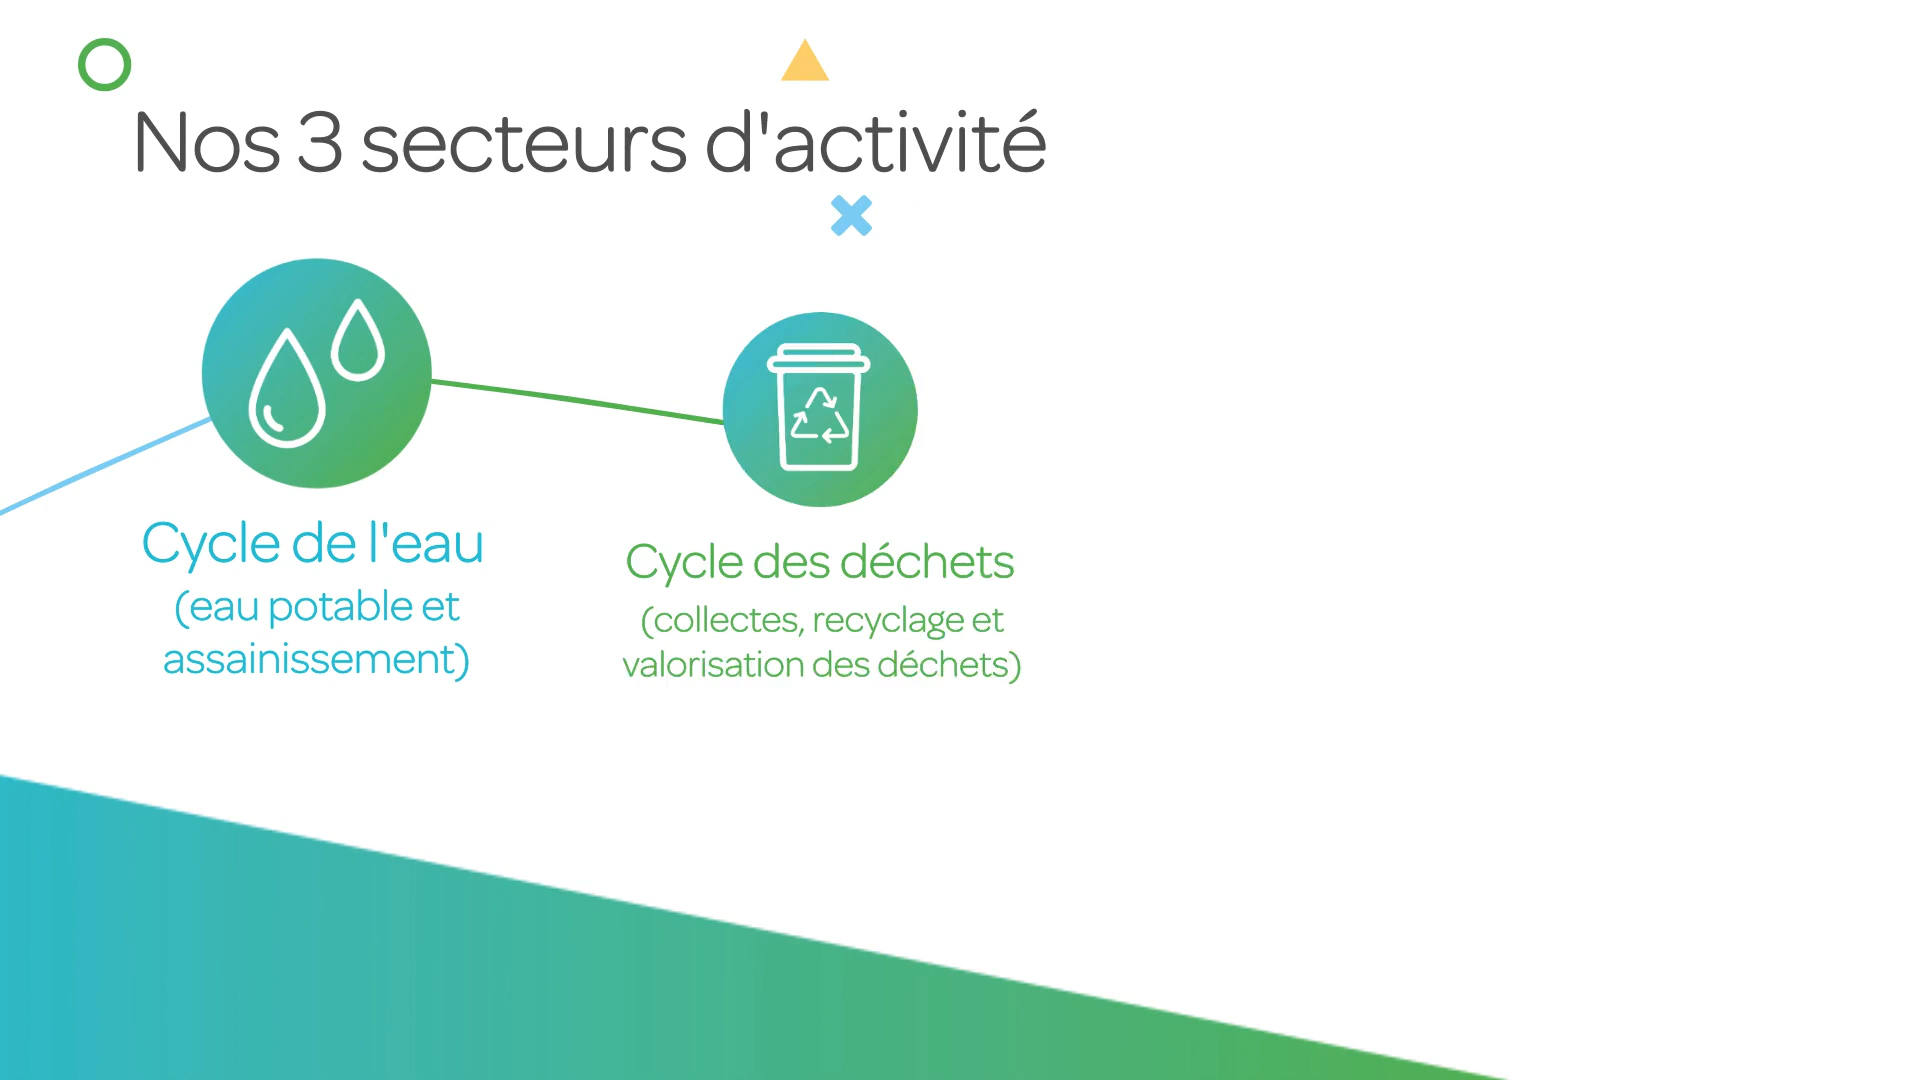 Nos 3 secteurs d'activité
Cycle de l'eau
(eau potable et
assainissement)
Cycle des déchets
(collectes, recyclage et
valorisation des déchets)